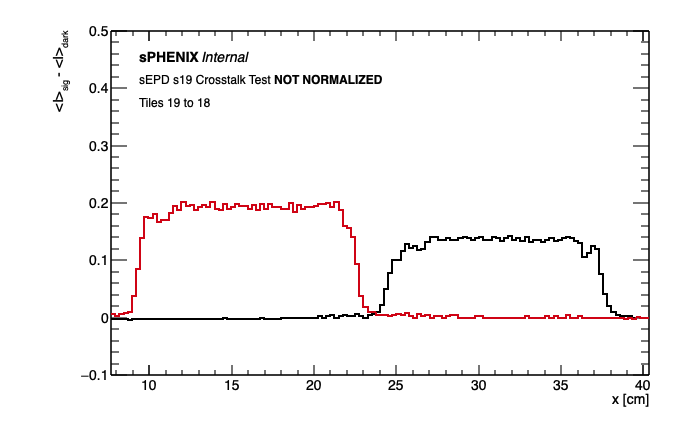 0.5
<I>sig - <I>dark
sPHENIX Internal
sEPD s19 Crosstalk Test NOT NORMALIZED
0.4
Tiles 19 to 18
0.3
0.2
0.1
0
−0.1
10 15 20 25 30 35 40
x [cm]